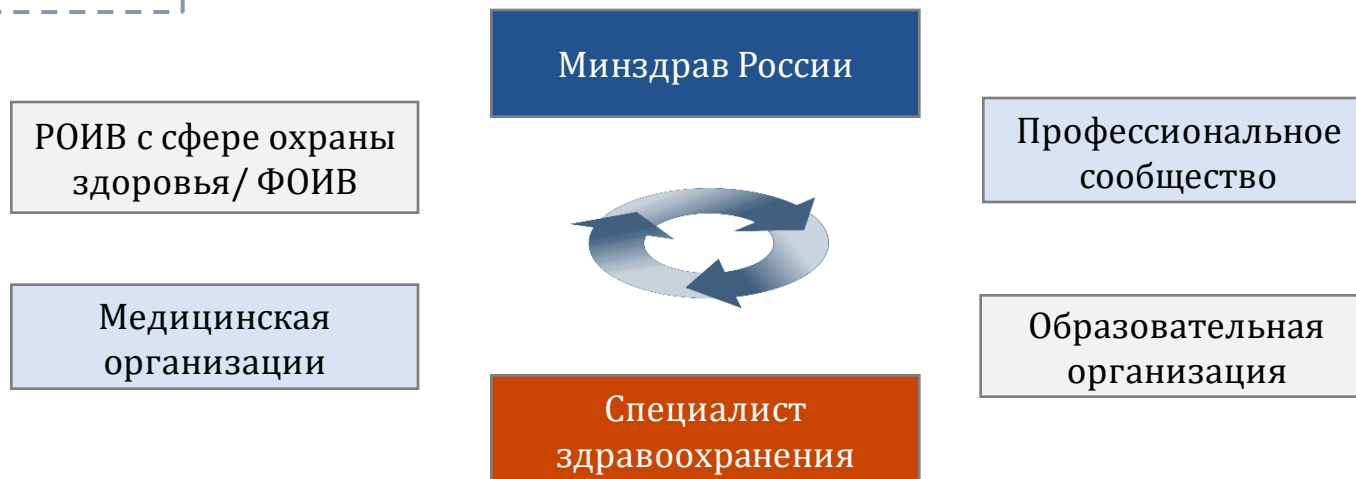 Минздрав России
РОИВ с сфере охраны
здоровья/ ФОИВ
Профессиональное
сообщество
Медицинская
организации
Образовательная
организация
Специалист
здравоохранения